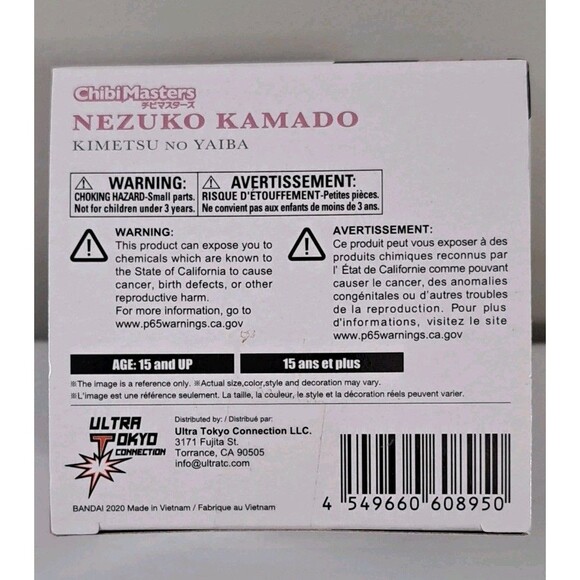 ChibiMasters
チビマスターズ
NEZUKO KAMADO
KIMETSU NO YAIBA
WARNING:
CHOKING HAZARD-Small parts.
Not for children under 3 years.
AVERTISSEMENT:
RISQUE D'ÉTOUFFEMENT-Petites pièces.
Ne convient pas aux enfants de moins de 3 ans.
WARNING:
This product can expose you to
chemicals which are known to
the State of California to cause
cancer, birth defects, or other
reproductive harm.
For more information, go to
www.p65warnings.ca.gov
AVERTISSEMENT:
Ce produit peut vous exposer à des
produits chimiques reconnus par
l' État de Californie comme pouvant
causer le cancer, des anomalies
congénitales ou d'autres troubles
de la reproduction. Pour plus
d'informations, visitez le site
www.p65warnings.ca.gov
AGE: 15 and UP
15 ans et plus
※The image is a reference only. ※Actual size,color,style and decoration may vary.
※L'image est une référence seulement. La taille, la couleur, le style et la décoration réels peuvent varier.
ULTRA
TOKYO
CONNECTION
Distributed by: / Distribué par:
Ultra Tokyo Connection LLC.
3171 Fujita St.
Torrance, CA 90505
info@ultratc.com
BANDAI 2020 Made in Vietnam / Fabrique au Vietnam
4 549660 608950